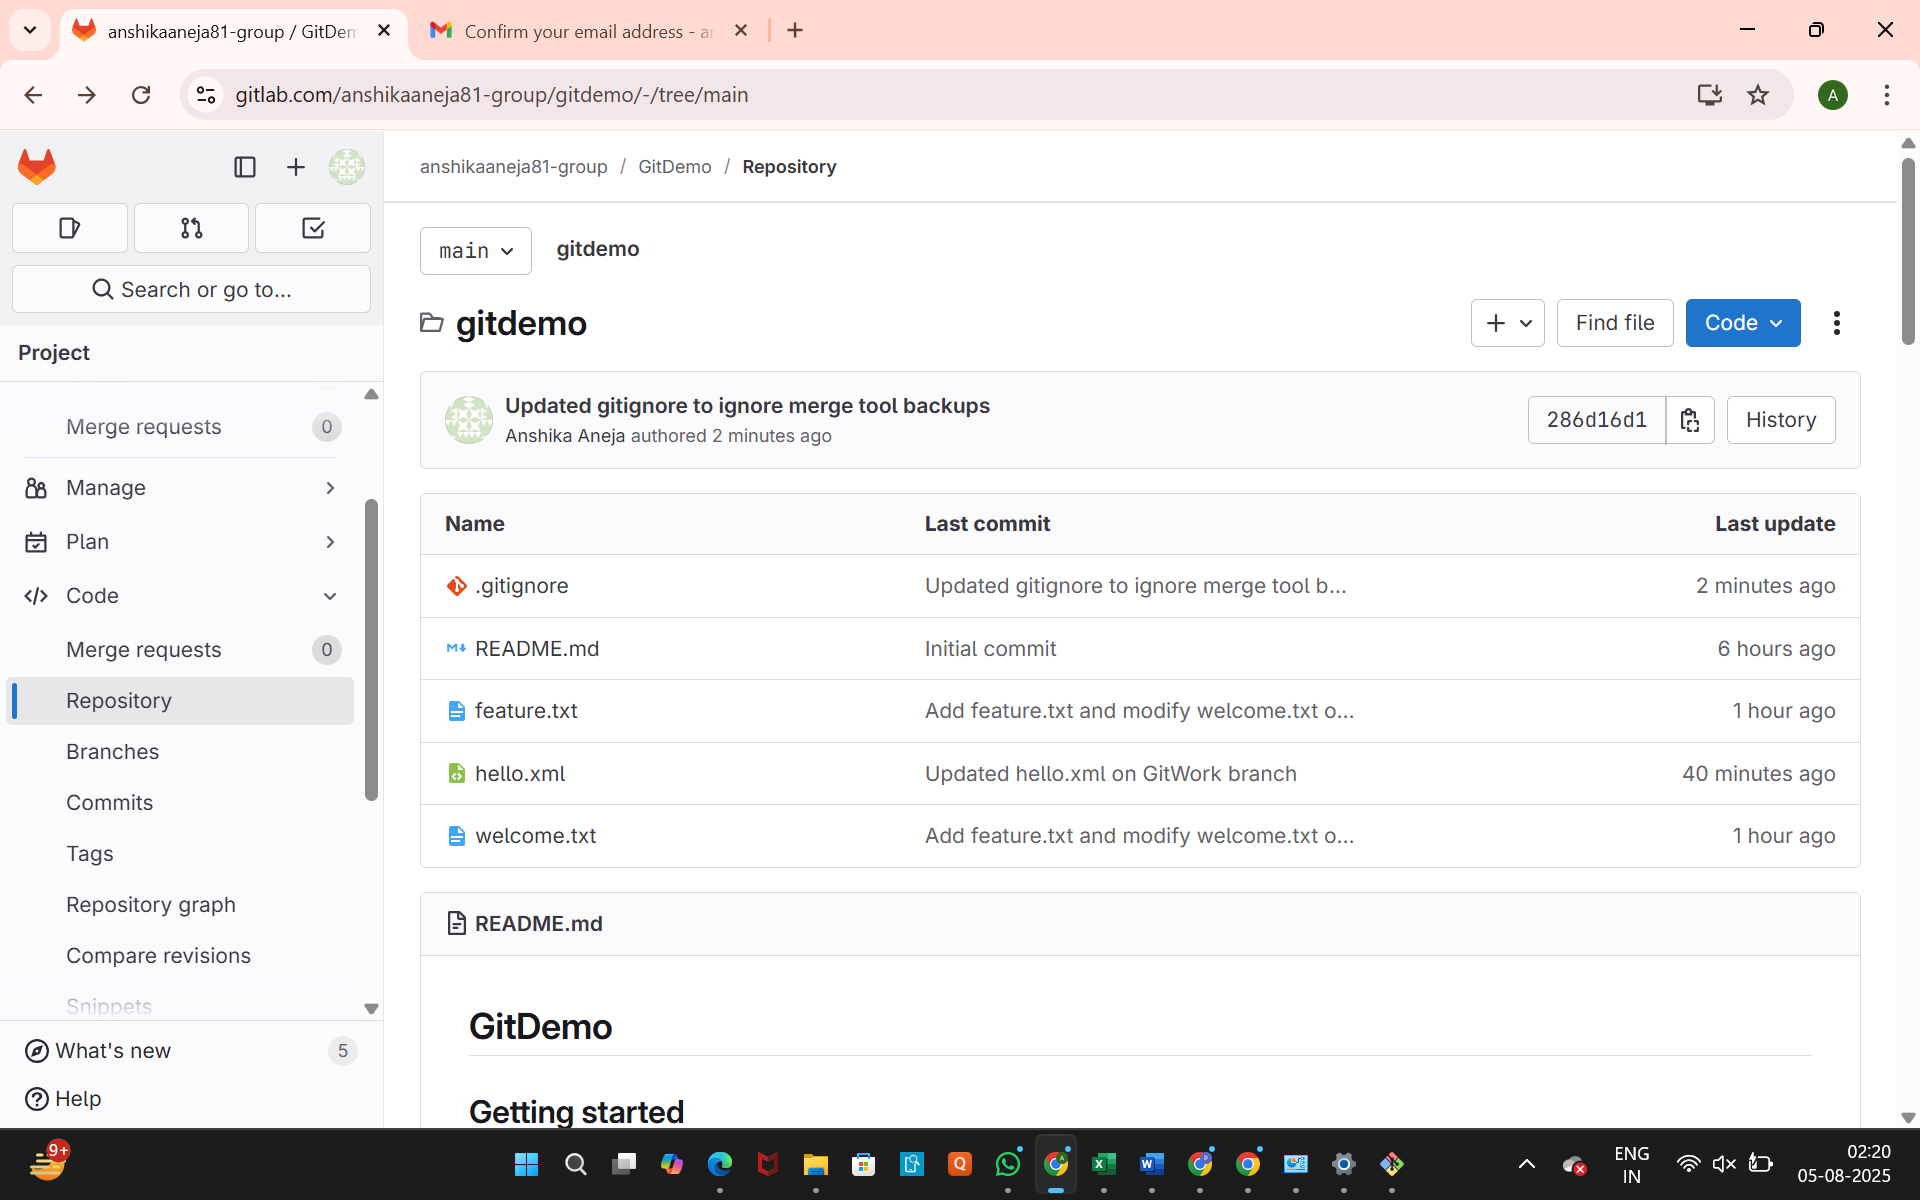 anshikaaneja81-group / GitDem
Confirm your email address - ar
gitlab.com/anshikaaneja81-group/gitdemo/-/tree/main
A
anshikaaneja81-group / GitDemo / Repository
Search or go to...
Project
Merge requests 0
Manage
Plan
Code
Merge requests 0
Repository
Branches
Commits
Tags
Repository graph
Compare revisions
Snippets
What's new 5
Help
main
gitdemo
gitdemo
Find file
Code
Updated gitignore to ignore merge tool backups
Anshika Aneja authored 2 minutes ago
286d16d1
History
Name Last commit Last update
.gitignore Updated gitignore to ignore merge tool b... 2 minutes ago
README.md Initial commit 6 hours ago
feature.txt Add feature.txt and modify welcome.txt o... 1 hour ago
hello.xml Updated hello.xml on GitWork branch 40 minutes ago
welcome.txt Add feature.txt and modify welcome.txt o... 1 hour ago
README.md
GitDemo
Getting started
9+
ENG
IN
02:20
05-08-2025